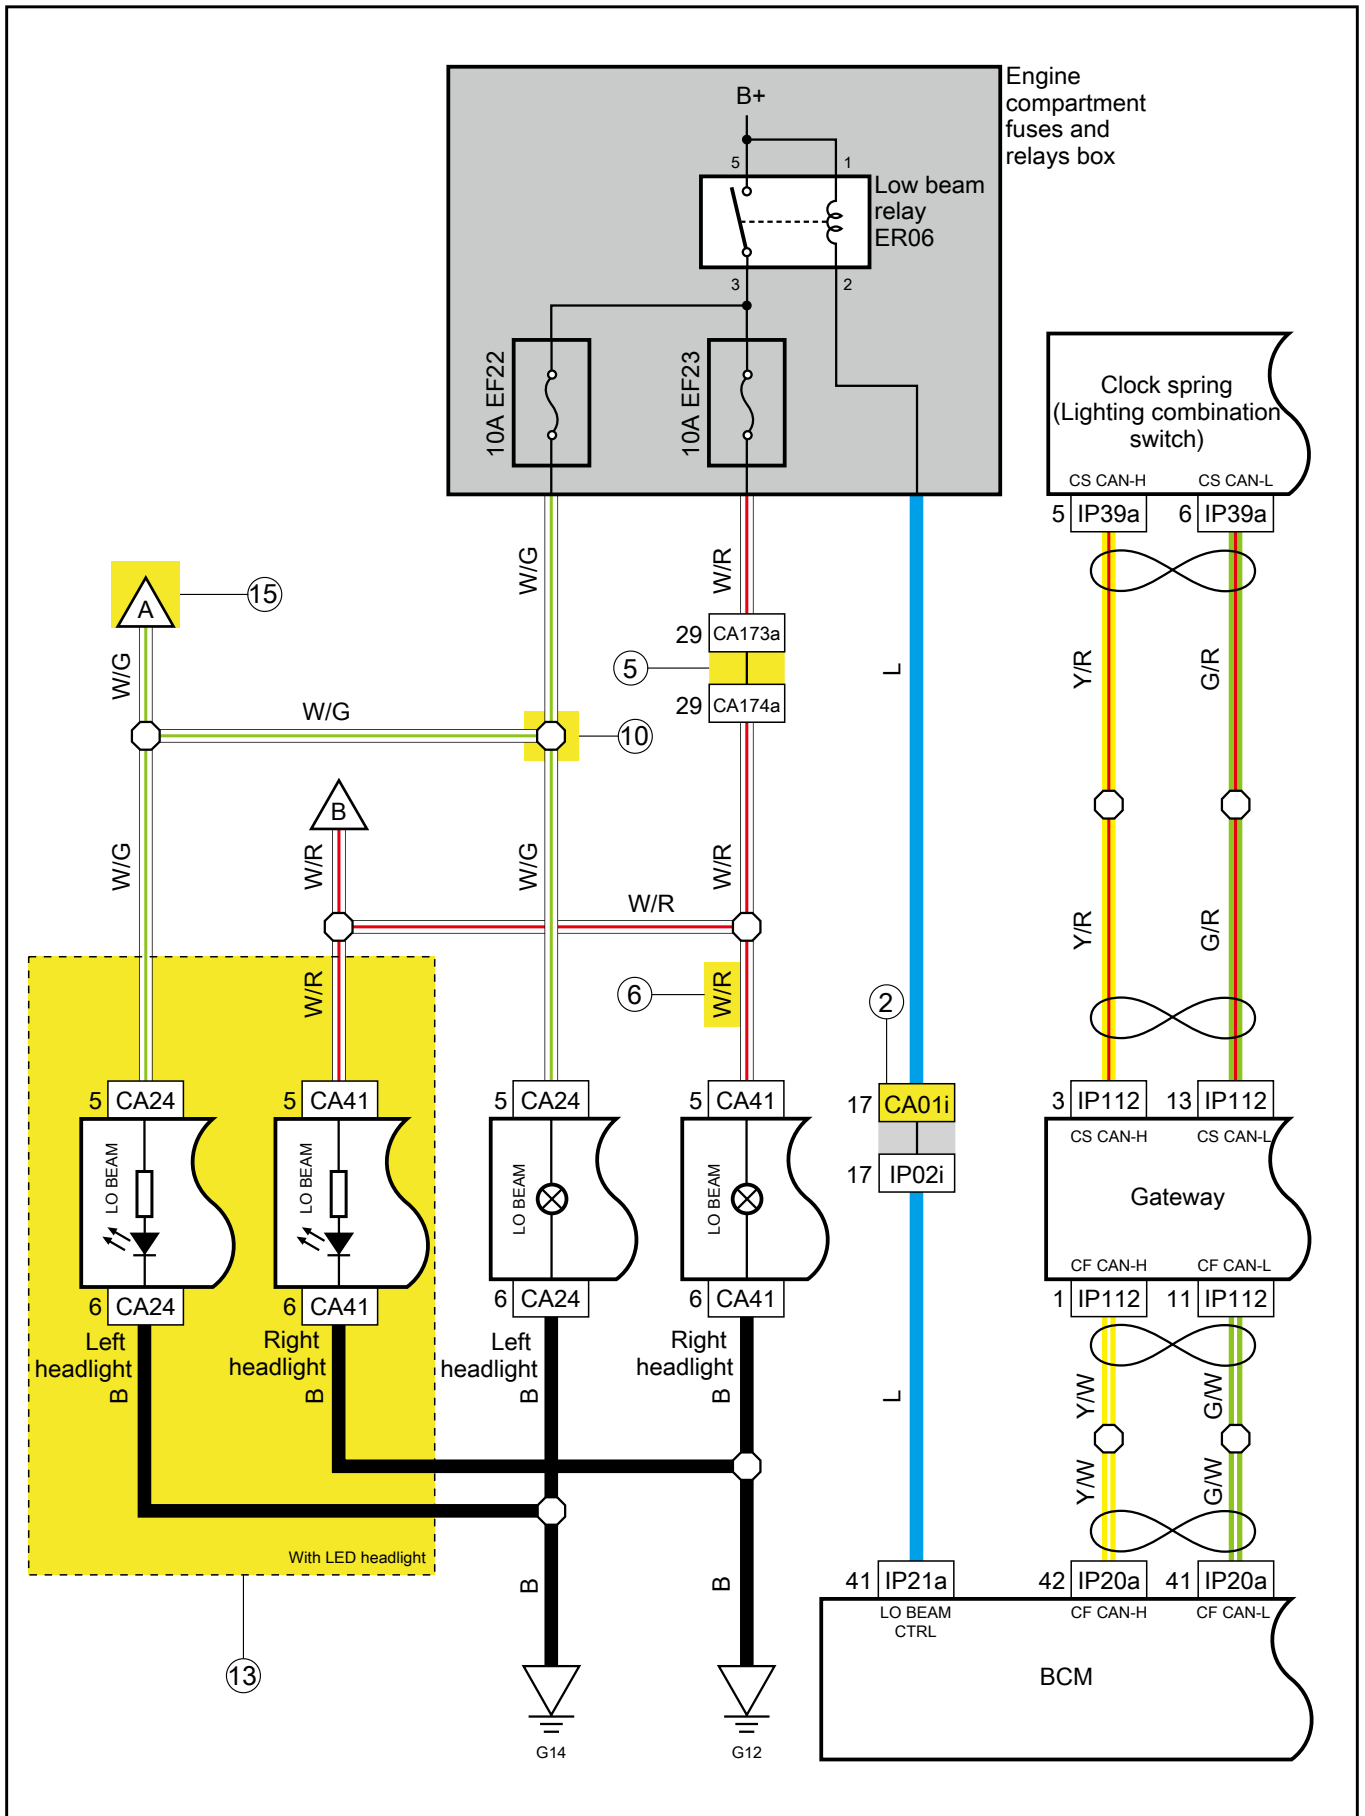 Engine
compartment
fuses and
relays box
B+
5
1
Low beam
relay
ER06
3
2
10A EF22
10A EF23
Clock spring
(Lighting combination
switch)
CS CAN-H
CS CAN-L
5 IP39a
6 IP39a
W/G
W/R
A
15
29 CA173a
5
29 CA174a
L
Y/R
G/R
W/G
W/G
10
B
W/G
W/R
W/G
W/R
W/R
Y/R
G/R
W/R
6
W/R
2
5 CA24
5 CA41
5 CA24
5 CA41
17 CA01i
17 IP02i
3 IP112
13 IP112
CS CAN-H
CS CAN-L
LO BEAM
LO BEAM
LO BEAM
LO BEAM
Gateway
CF CAN-H
CF CAN-L
6 CA24
6 CA41
6 CA24
6 CA41
1 IP112
11 IP112
Left
headlight
Right
headlight
Left
headlight
Right
headlight
B
B
B
B
L
Y/W
G/W
Y/W
G/W
With LED headlight
B
B
13
41 IP21a
42 IP20a
41 IP20a
LO BEAM
CTRL
CF CAN-H
CF CAN-L
BCM
G14
G12